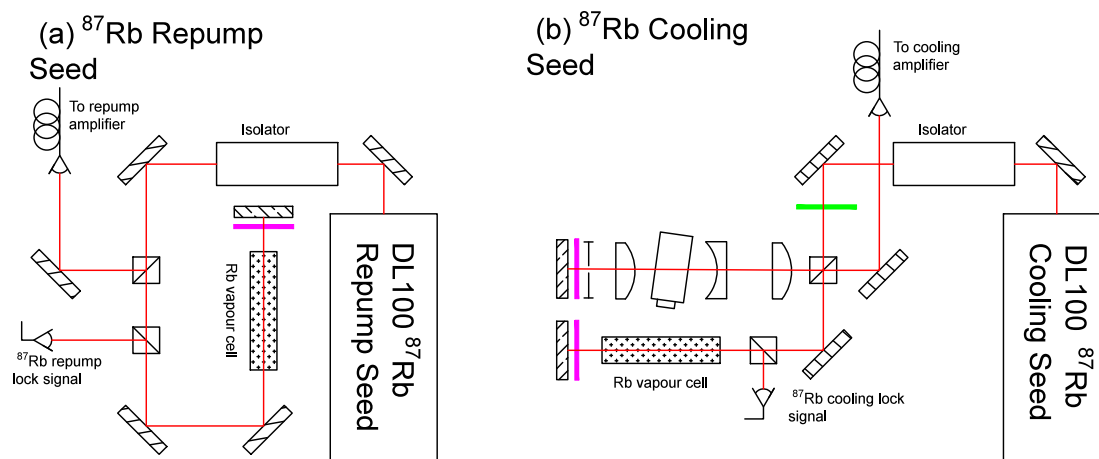 (a) ⁸⁷Rb Repump
Seed
To repump
amplifier
Isolator
Rb vapour cell
DL100 ⁸⁷Rb
Repump Seed
⁸⁷Rb repump
lock signal
(b) ⁸⁷Rb Cooling
Seed
To cooling
amplifier
Isolator
Rb vapour cell
⁸⁷Rb cooling lock
signal
DL100 ⁸⁷Rb
Cooling Seed